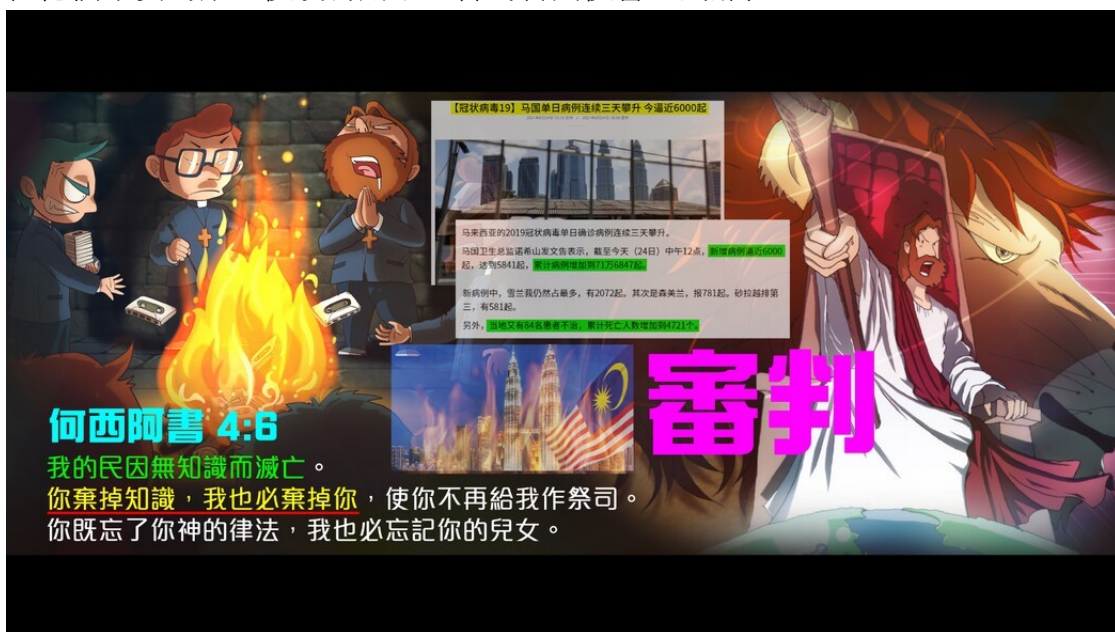 【冠状病毒19】马国单日病例连续三天攀升 今逼近6000起
马来西亚的2019冠状病毒单日确诊病例连续三天攀升。
马国卫生总监诺希山发文告表示，截至今天（24日）中午12点，新增病例逼近6000
起，达到5841起，累计病例增加到71万6847起。
新病例中，雪兰莪仍然占最多，有2072起。其次是森美兰，报781起。砂拉越排第
三，有581起。
另外，当地又有84名患者不治，累计死亡人数增加到4721个。
審判
何西阿書 4:6
我的民因無知識而滅亡。
你棄掉知識，我也必棄掉你，使你不再給我作祭司。
你既忘了你神的律法，我也必忘記你的兒女。